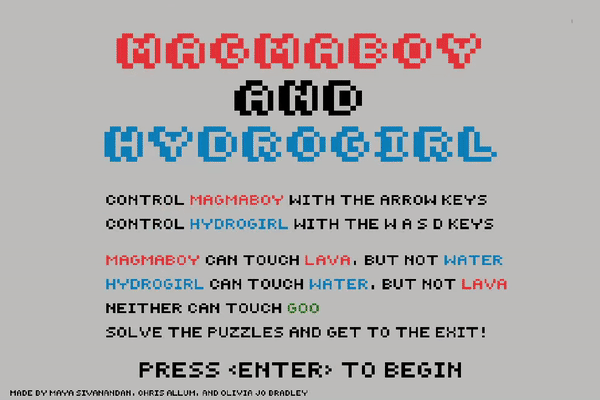 MAGMABOY
AND
HYDROGIRL
CONTROL MAGMABOY WITH THE ARROW KEYS
CONTROL HYDROGIRL WITH THE W A S D KEYS
MAGMABOY CAN TOUCH LAVA, BUT NOT WATER
HYDROGIRL CAN TOUCH WATER, BUT NOT LAVA
NEITHER CAN TOUCH GOO
SOLVE THE PUZZLES AND GET TO THE EXIT!
PRESS <ENTER> TO BEGIN
MADE BY MAYA SIVANANDAN, CHRIS ALLUM, AND OLIVIA JO BRADLEY